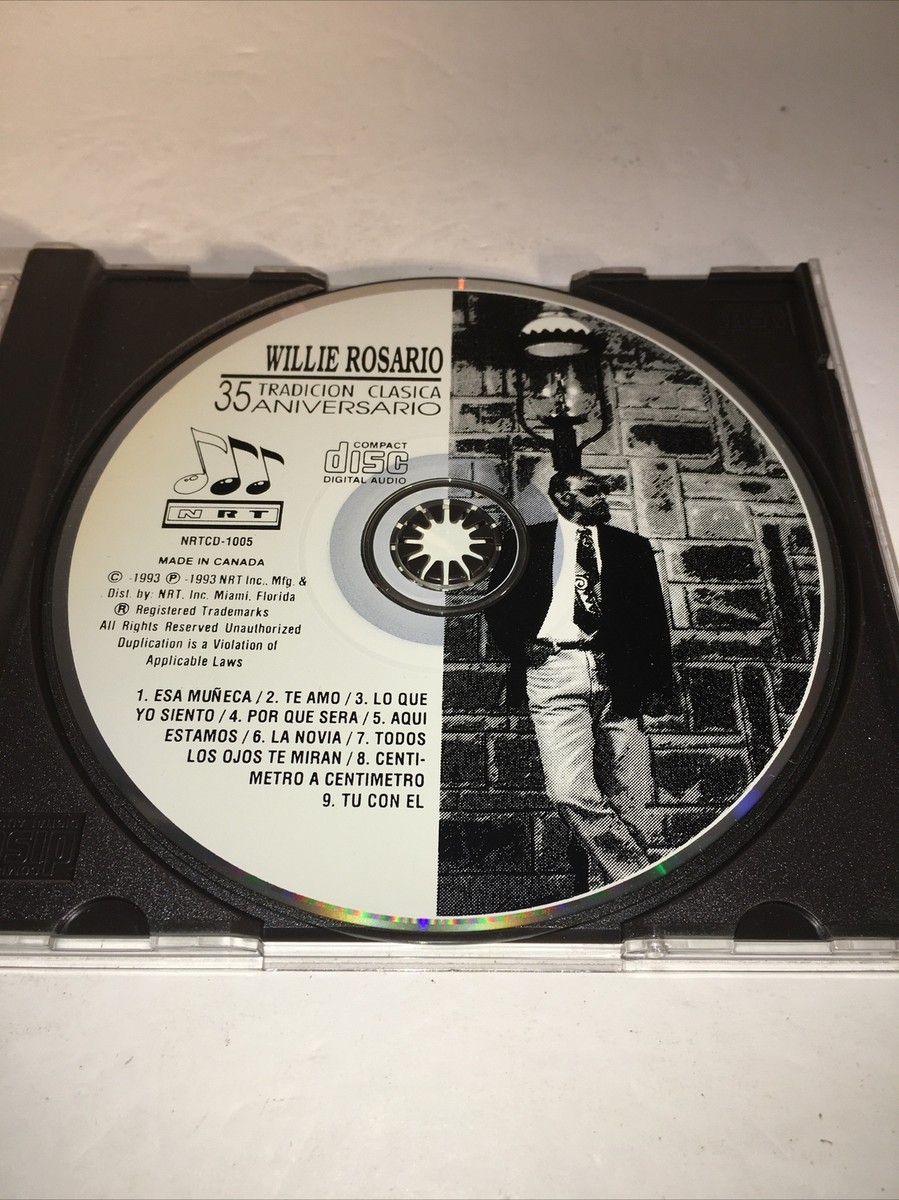 WILLIE ROSARIO
35 TRADICION CLASICA
ANIVERSARIO
COMPACT
disc
DIGITAL AUDIO
NRT
NRTCD-1005
MADE IN CANADA
© -1993 ℗ -1993 NRT Inc., Mfg. &
Dist. by: NRT, Inc. Miami, Florida
® Registered Trademarks
All Rights Reserved Unauthorized
Duplication is a Violation of
Applicable Laws
1. ESA MUÑECA / 2. TE AMO / 3. LO QUE
YO SIENTO / 4. POR QUE SERA / 5. AQUI
ESTAMOS / 6. LA NOVIA / 7. TODOS
LOS OJOS TE MIRAN / 8. CENTI-
METRO A CENTIMETRO
9. TU CON EL